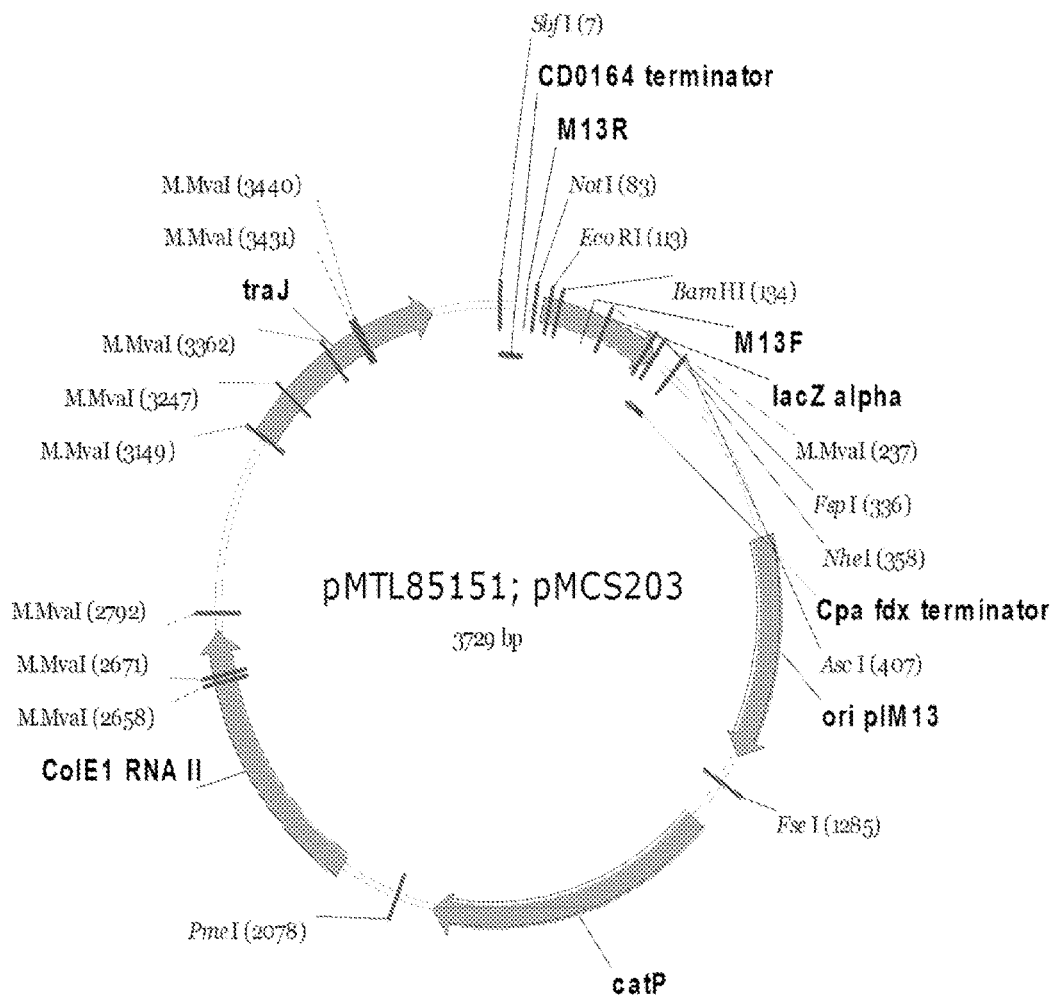 SbfI (7)
CD0164 terminator
M13R
NotI (83)
EcoRI (113)
BamHI (134)
M13F
lacZ alpha
M.MvaI (237)
FspI (336)
NheI (358)
Cpa fdx terminator
AscI (407)
ori pIM13
FseI (1285)
catP
PmeI (2078)
ColE1 RNA II
M.MvaI (2658)
M.MvaI (2671)
M.MvaI (2792)
M.MvaI (3149)
M.MvaI (3247)
M.MvaI (3362)
traJ
M.MvaI (3431)
M.MvaI (3440)
pMTL85151; pMCS203
3729 bp